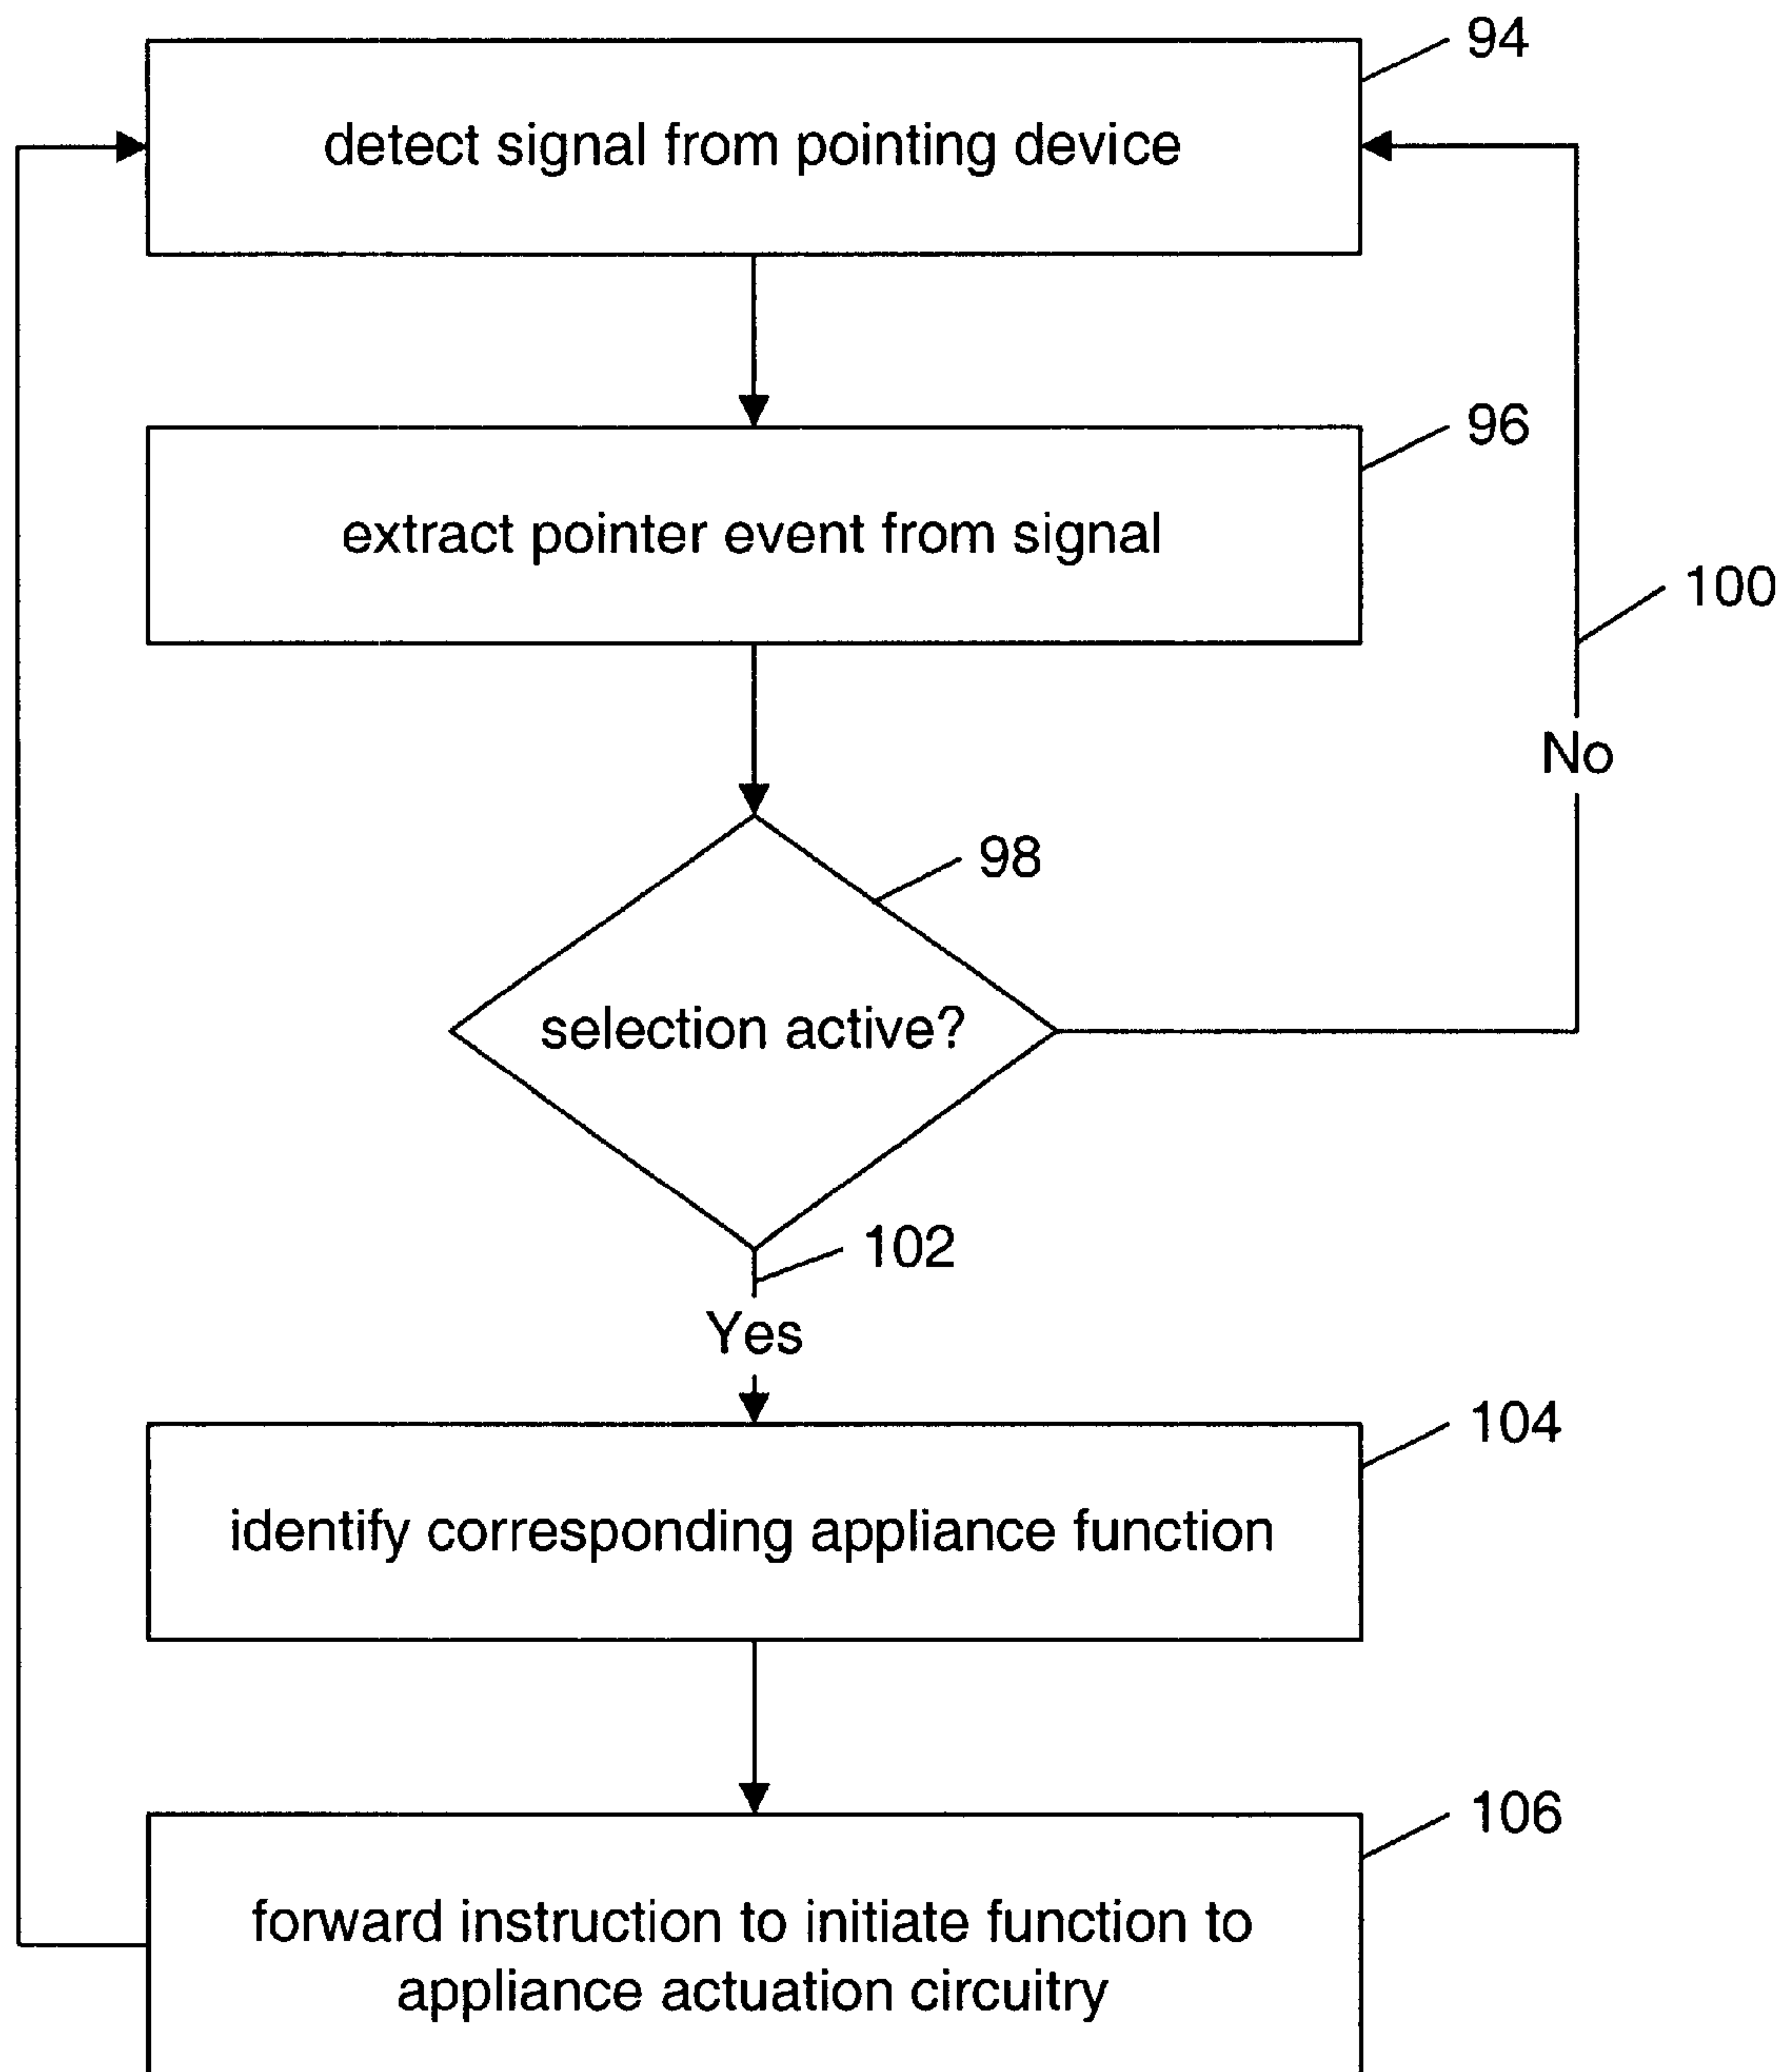 94
detect signal from pointing device
96
extract pointer event from signal
100
No
98
selection active?
102
Yes
104
identify corresponding appliance function
106
forward instruction to initiate function to
appliance actuation circuitry